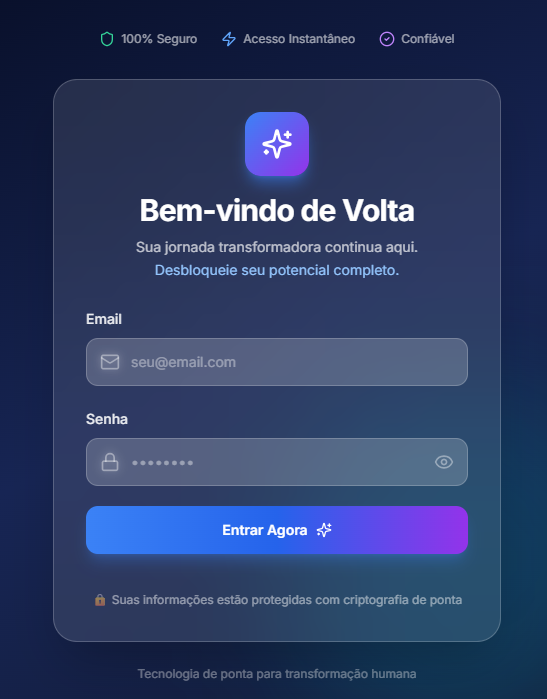 100% Seguro Acesso Instantâneo Confiável
Bem-vindo de Volta
Sua jornada transformadora continua aqui.
Desbloqueie seu potencial completo.
Email
seu@email.com
Senha
••••••••
Entrar Agora
🔒 Suas informações estão protegidas com criptografia de ponta
Tecnologia de ponta para transformação humana